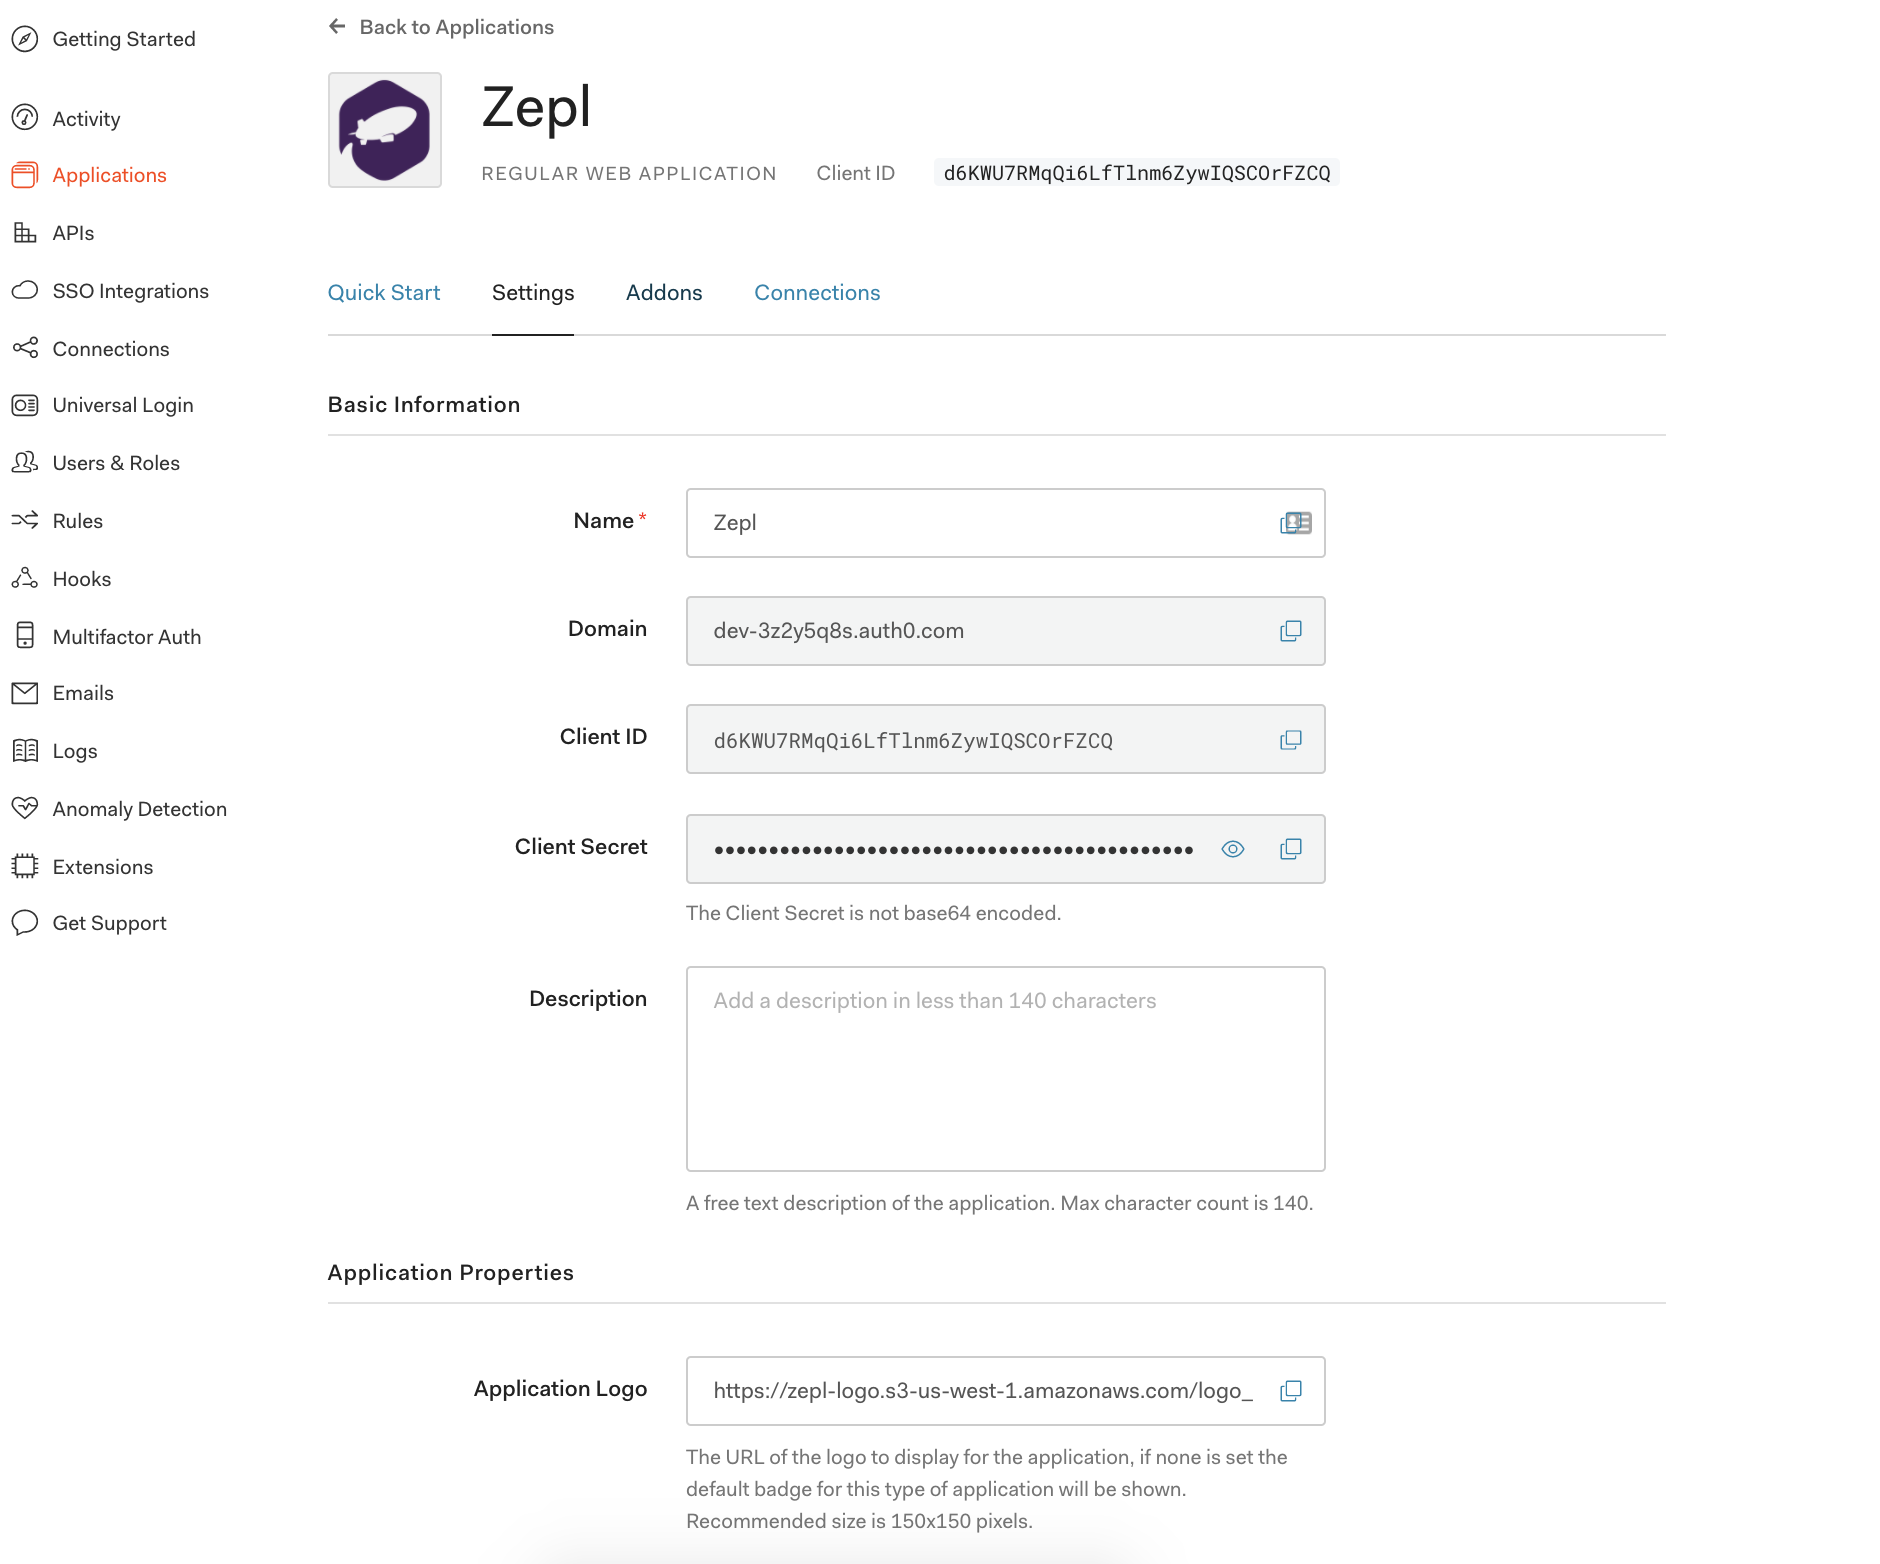 Getting Started
Activity
Applications
APIs
SSO Integrations
Connections
Universal Login
Users & Roles
Rules
Hooks
Multifactor Auth
Emails
Logs
Anomaly Detection
Extensions
Get Support
← Back to Applications
Zepl
REGULAR WEB APPLICATION Client ID d6KWU7RMqQi6LfTlnm6ZywIQSCOrFZCQ
Quick Start Settings Addons Connections
Basic Information
Name * Zepl
Domain dev-3z2y5q8s.auth0.com
Client ID d6KWU7RMqQi6LfTlnm6ZywIQSCOrFZCQ
Client Secret ••••••••••••••••••••••••••••••••••••••••••••
The Client Secret is not base64 encoded.
Description Add a description in less than 140 characters
A free text description of the application. Max character count is 140.
Application Properties
Application Logo https://zepl-logo.s3-us-west-1.amazonaws.com/logo_
The URL of the logo to display for the application, if none is set the
default badge for this type of application will be shown.
Recommended size is 150x150 pixels.